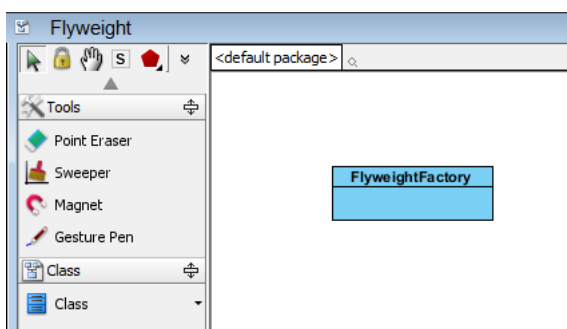 Flyweight
S
<default package>
Tools
Point Eraser
Sweeper
Magnet
Gesture Pen
Class
Class
FlyweightFactory